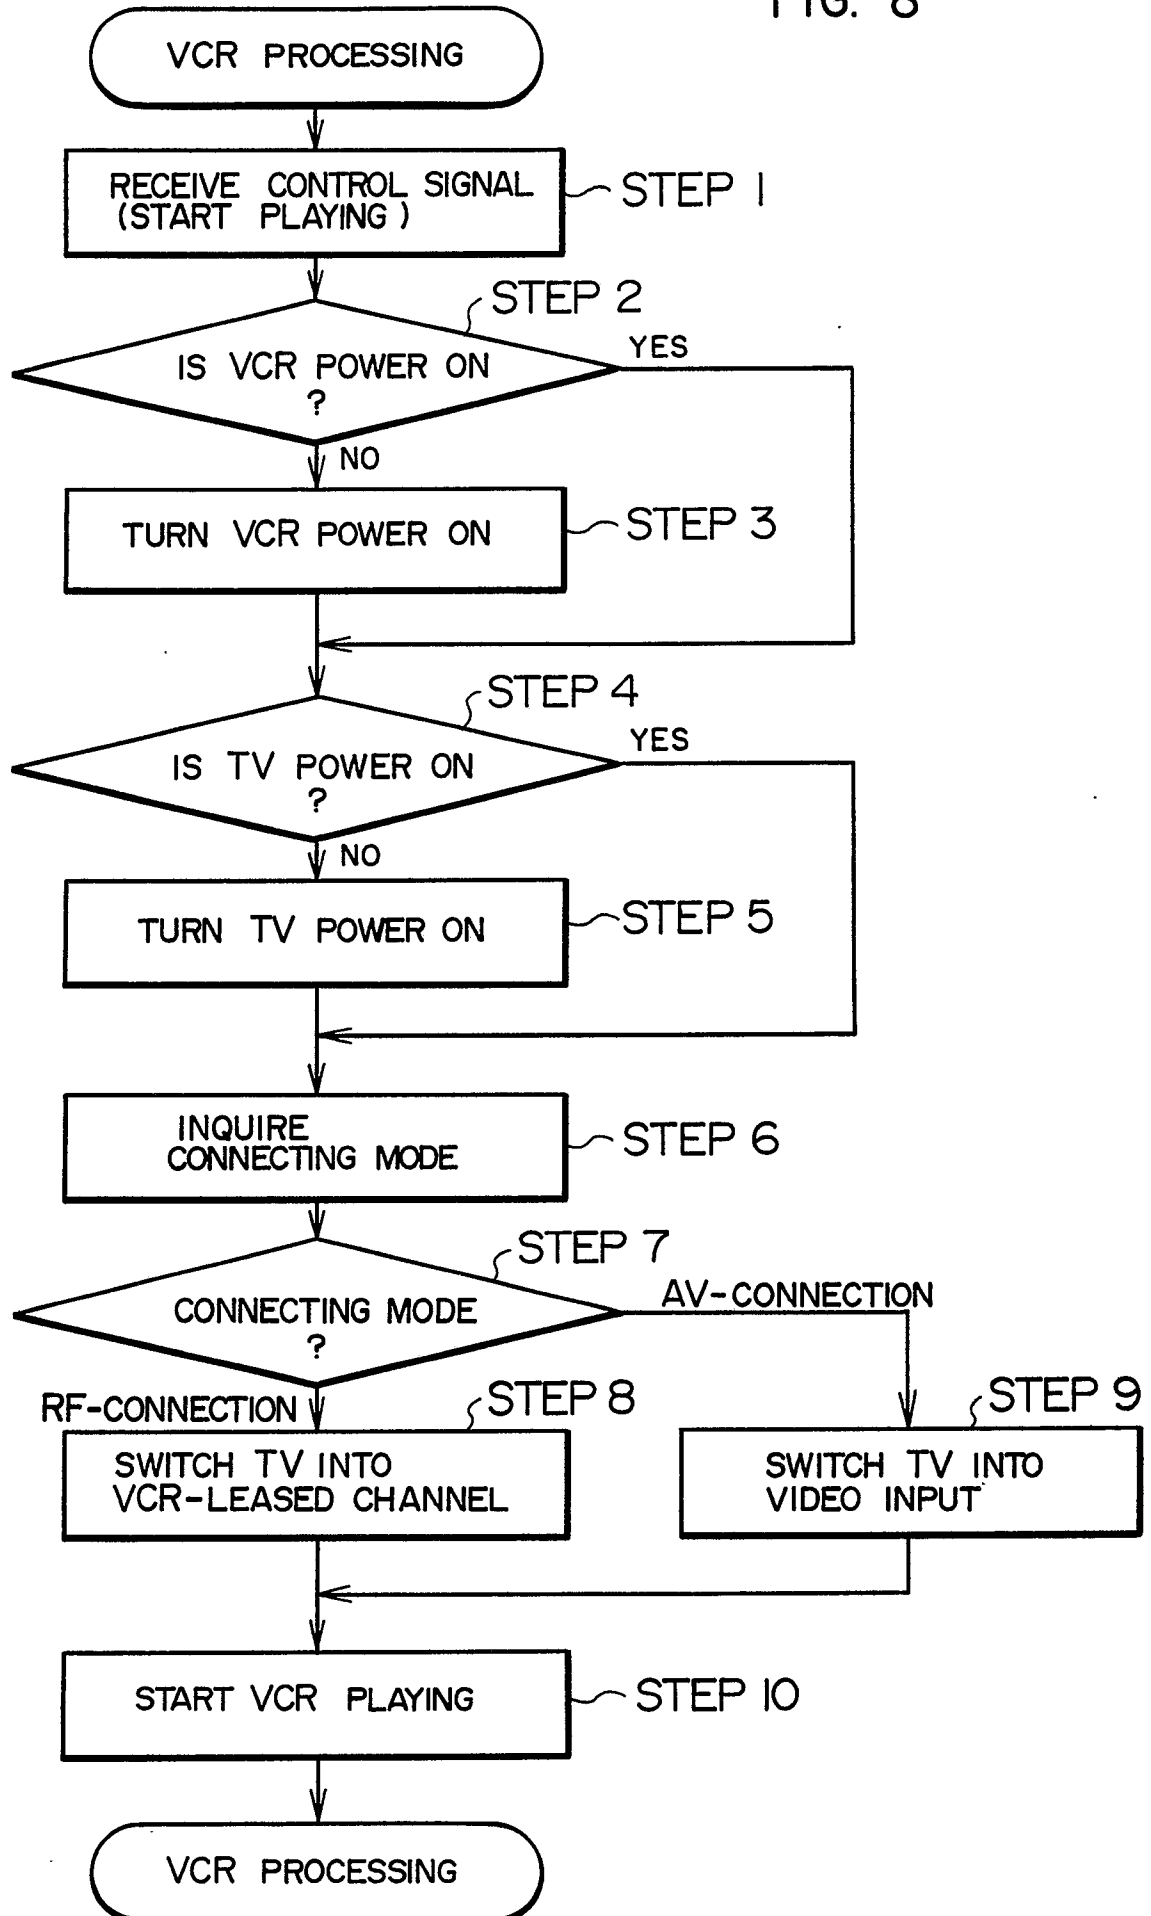 FIG. 8
VCR PROCESSING
RECEIVE CONTROL SIGNAL
(START PLAYING)
STEP 1
STEP 2
IS VCR POWER ON
?
YES
NO
TURN VCR POWER ON
STEP 3
STEP 4
IS TV POWER ON
?
YES
NO
TURN TV POWER ON
STEP 5
INQUIRE
CONNECTING MODE
STEP 6
STEP 7
CONNECTING MODE
?
AV-CONNECTION
RF-CONNECTION
STEP 8
SWITCH TV INTO
VCR-LEASED CHANNEL
STEP 9
SWITCH TV INTO
VIDEO INPUT
START VCR PLAYING
STEP 10
VCR PROCESSING